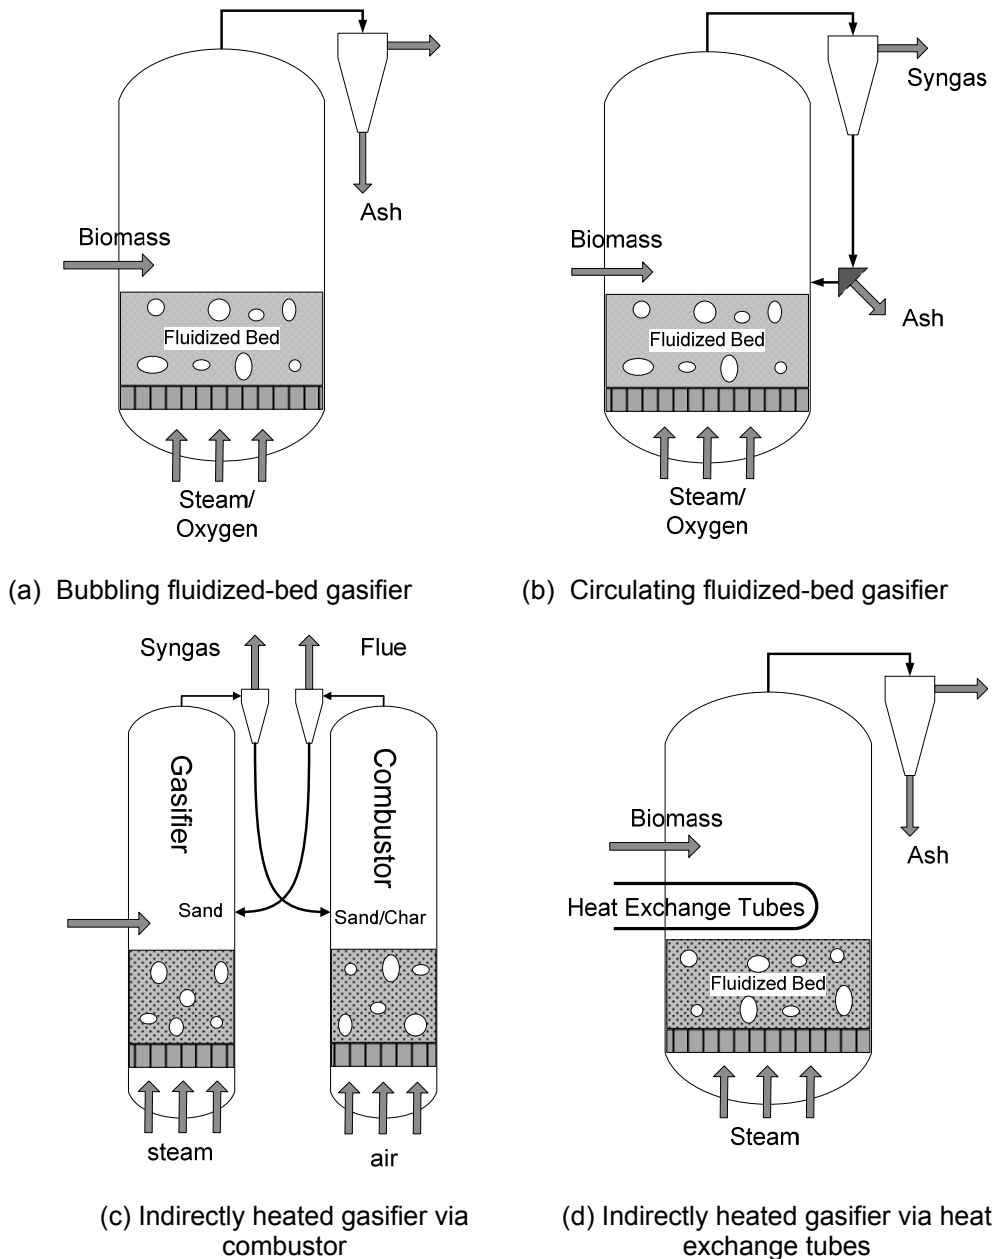 Syngas
Ash
Ash
Biomass
Biomass
Fluidized Bed
Fluidized Bed
Steam/
Oxygen
Steam/
Oxygen
(a) Bubbling fluidized-bed gasifier
(b) Circulating fluidized-bed gasifier
Syngas
Flue
Gasifier
Combustor
Sand
Sand/Char
steam
air
(c) Indirectly heated gasifier via
combustor
Biomass
Ash
Heat Exchange Tubes
Fluidized Bed
Steam
(d) Indirectly heated gasifier via heat
exchange tubes